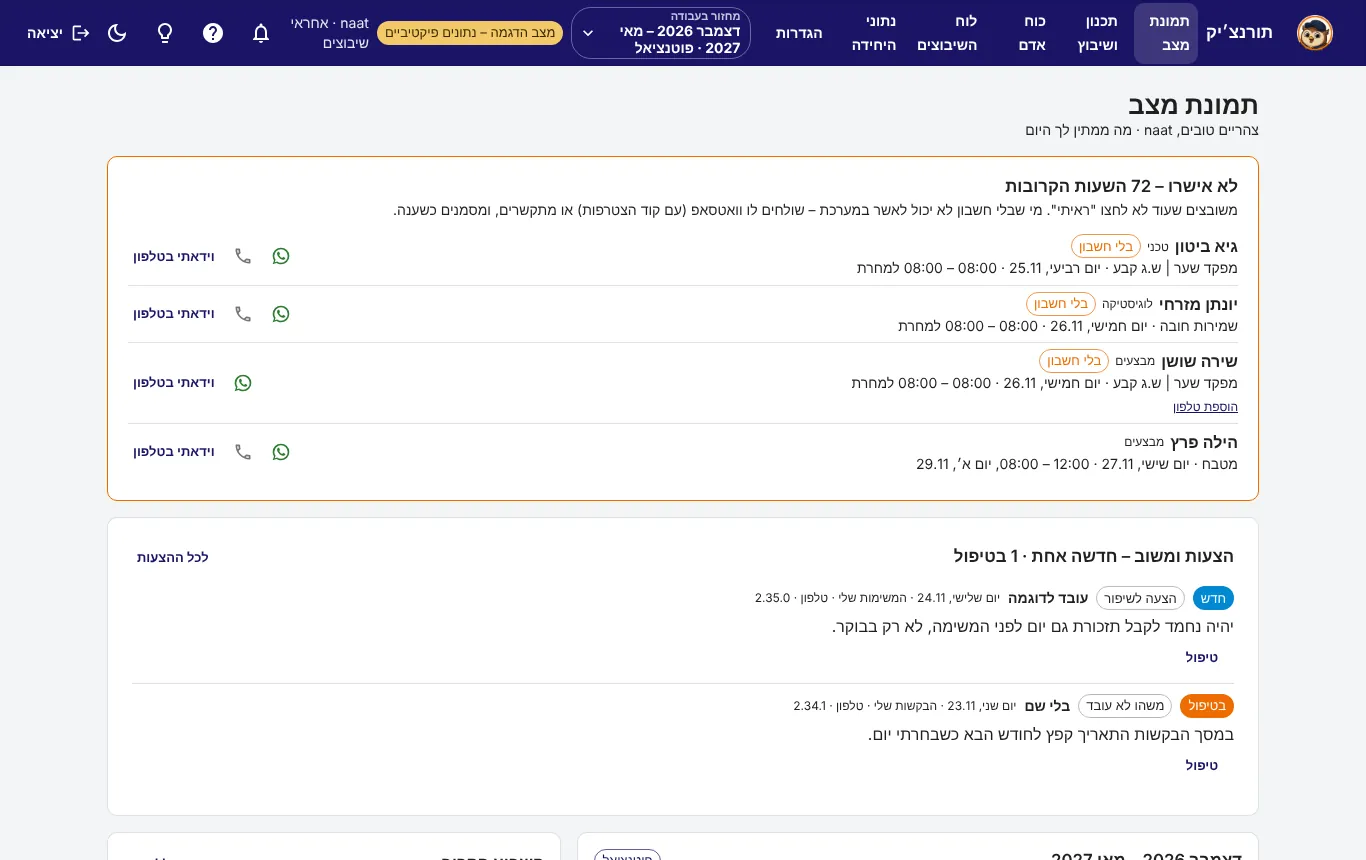 תורנצ׳יק
תמונת מצב
תכנון ושיבוץ
כוח אדם
לוח השיבוצים
נתוני היחידה
הגדרות
מחזור בעבודה
דצמבר 2026 – מאי 2027 · פוטנציאל
מצב הדגמה – נתונים פיקטיביים
naat · אחראי שיבוצים
יציאה
תמונת מצב
צהריים טובים, naat · מה ממתין לך היום
לא אישרו – 72 השעות הקרובות
משובצים שעוד לא לחצו "ראיתי". מי שבלי חשבון לא יכול לאשר במערכת – שולחים לו וואטסאפ (עם קוד הצטרפות) או מתקשרים, ומסמנים כשענה.
גיא ביטון טכני בלי חשבון
מפקד שער | ש.ג קבע · יום רביעי, 25.11 · 08:00 – 08:00 למחרת
וידאתי בטלפון
יונתן מזרחי לוגיסטיקה בלי חשבון
שמירות חובה · יום חמישי, 26.11 · 08:00 – 08:00 למחרת
וידאתי בטלפון
שירה שושן מבצעים בלי חשבון
מפקד שער | ש.ג קבע · יום חמישי, 26.11 · 08:00 – 08:00 למחרת
הוספת טלפון
וידאתי בטלפון
הילה פרץ מבצעים
מטבח · יום שישי, 27.11 · 12:00 – 08:00, יום א׳, 29.11
וידאתי בטלפון
הצעות ומשוב – חדשה אחת · 1 בטיפול
לכל ההצעות
חדש הצעה לשיפור עובד לדוגמה יום שלישי, 24.11 · המשימות שלי · טלפון · 2.35.0
יהיה נחמד לקבל תזכורת גם יום לפני המשימה, לא רק בבוקר.
טיפול
בטיפול משהו לא עובד בלי שם יום שני, 23.11 · הבקשות שלי · טלפון · 2.34.1
במסך הבקשות התאריך קפץ לחודש הבא כשבחרתי יום.
טיפול
דצמבר 2026 – מאי 2027
פוטנציאל